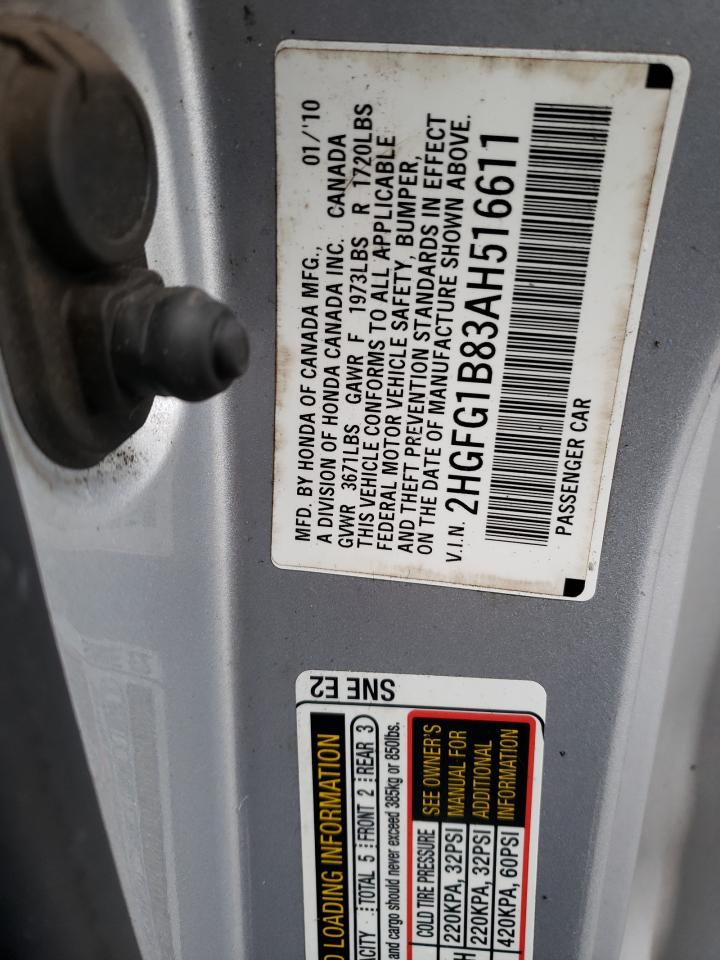 MFD. BY HONDA OF CANADA MFG., 01/'10
A DIVISION OF HONDA CANADA INC. CANADA
GVWR 3671LBS GAWR F 1973LBS R 1720LBS
THIS VEHICLE CONFORMS TO ALL APPLICABLE
FEDERAL MOTOR VEHICLE SAFETY, BUMPER,
AND THEFT PREVENTION STANDARDS IN EFFECT
ON THE DATE OF MANUFACTURE SHOWN ABOVE.
V.I.N. 2HGFG1B83AH516611
PASSENGER CAR
SNE E2
LOADING INFORMATION
TOTAL 5 FRONT 2 REAR 3
and cargo should never exceed 385kg or 850lbs.
COLD TIRE PRESSURE
220KPA, 32PSI
220KPA, 32PSI
420KPA, 60PSI
SEE OWNER'S
MANUAL FOR
ADDITIONAL
INFORMATION